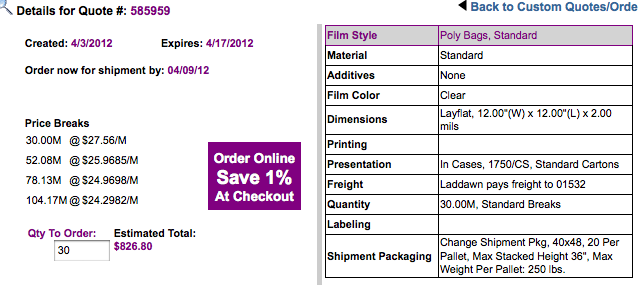 Details for Quote #: 585959
Back to Custom Quotes/Orde
Created: 4/3/2012 Expires: 4/17/2012
Order now for shipment by: 04/09/12
Price Breaks
30.00M @ $27.56/M
52.08M @ $25.9685/M
78.13M @ $24.9698/M
104.17M @ $24.2982/M
Order Online
Save 1%
At Checkout
Qty To Order: Estimated Total:
30 $826.80
Film Style Poly Bags, Standard
Material Standard
Additives None
Film Color Clear
Dimensions Layflat, 12.00"(W) x 12.00"(L) x 2.00
mils
Printing
Presentation In Cases, 1750/CS, Standard Cartons
Freight Laddawn pays freight to 01532
Quantity 30.00M, Standard Breaks
Labeling
Shipment Packaging Change Shipment Pkg, 40x48, 20 Per
Pallet, Max Stacked Height 36", Max
Weight Per Pallet: 250 lbs.